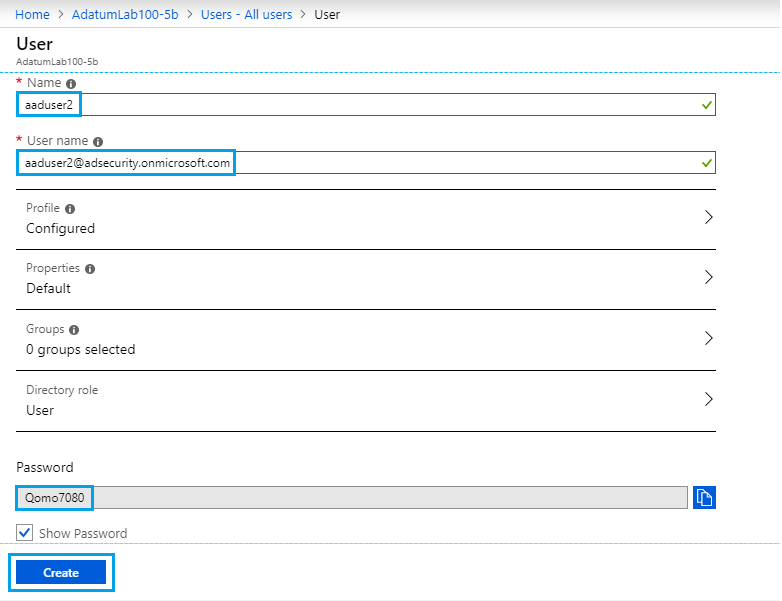 Home > AdatumLab100-5b > Users - All users > User
User
AdatumLab100-5b
* Name
aaduser2
* User name
aaduser2@adsecurity.onmicrosoft.com
Profile
Configured
Properties
Default
Groups
0 groups selected
Directory role
User
Password
Qomo7080
Show Password
Create